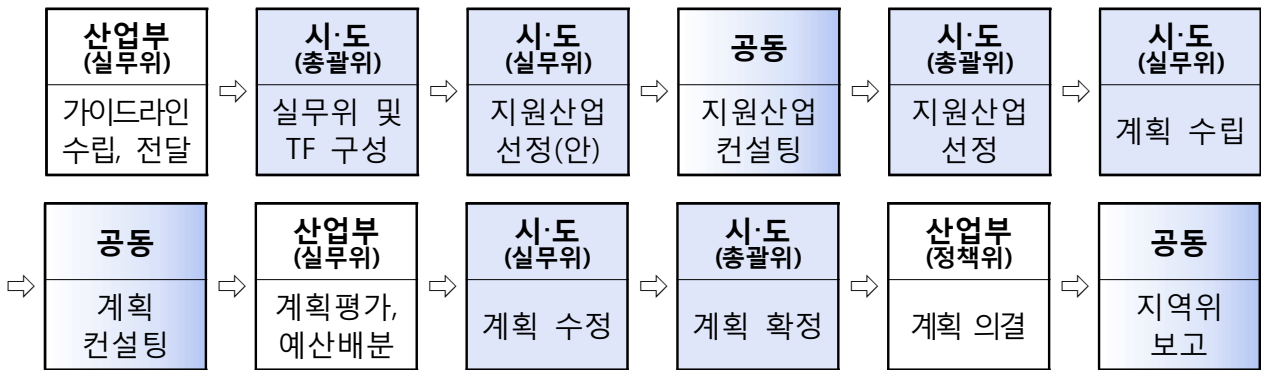 산업부
(실무위)
가이드라인
수립, 전달
⇨
시·도
(총괄위)
실무위 및
TF 구성
⇨
시·도
(실무위)
지원산업
선정(안)
⇨
공동
지원산업
컨설팅
⇨
시·도
(총괄위)
지원산업
선정
⇨
시·도
(실무위)
계획 수립
⇨
공동
계획
컨설팅
⇨
산업부
(실무위)
계획평가,
예산배분
⇨
시·도
(실무위)
계획 수정
⇨
시·도
(총괄위)
계획 확정
⇨
산업부
(정책위)
계획 의결
⇨
공동
지역위
보고